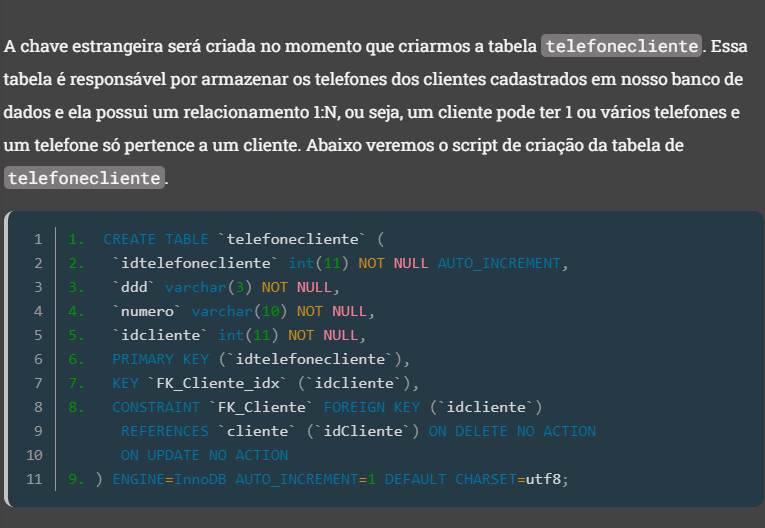 A chave estrangeira será criada no momento que criarmos a tabela telefonecliente. Essa
tabela é responsável por armazenar os telefones dos clientes cadastrados em nosso banco de
dados e ela possui um relacionamento 1:N, ou seja, um cliente pode ter 1 ou vários telefones e
um telefone só pertence a um cliente. Abaixo veremos o script de criação da tabela de
telefonecliente.
1 1. CREATE TABLE `telefonecliente` (
2 2. `idtelefonecliente` int(11) NOT NULL AUTO_INCREMENT,
3 3. `ddd` varchar(3) NOT NULL,
4 4. `numero` varchar(10) NOT NULL,
5 5. `idcliente` int(11) NOT NULL,
6 6. PRIMARY KEY (`idtelefonecliente`),
7 7. KEY `FK_Cliente_idx` (`idcliente`),
8 8. CONSTRAINT `FK_Cliente` FOREIGN KEY (`idcliente`)
9 REFERENCES `cliente` (`idCliente`) ON DELETE NO ACTION
10 ON UPDATE NO ACTION
11 9. ) ENGINE=InnoDB AUTO_INCREMENT=1 DEFAULT CHARSET=utf8;